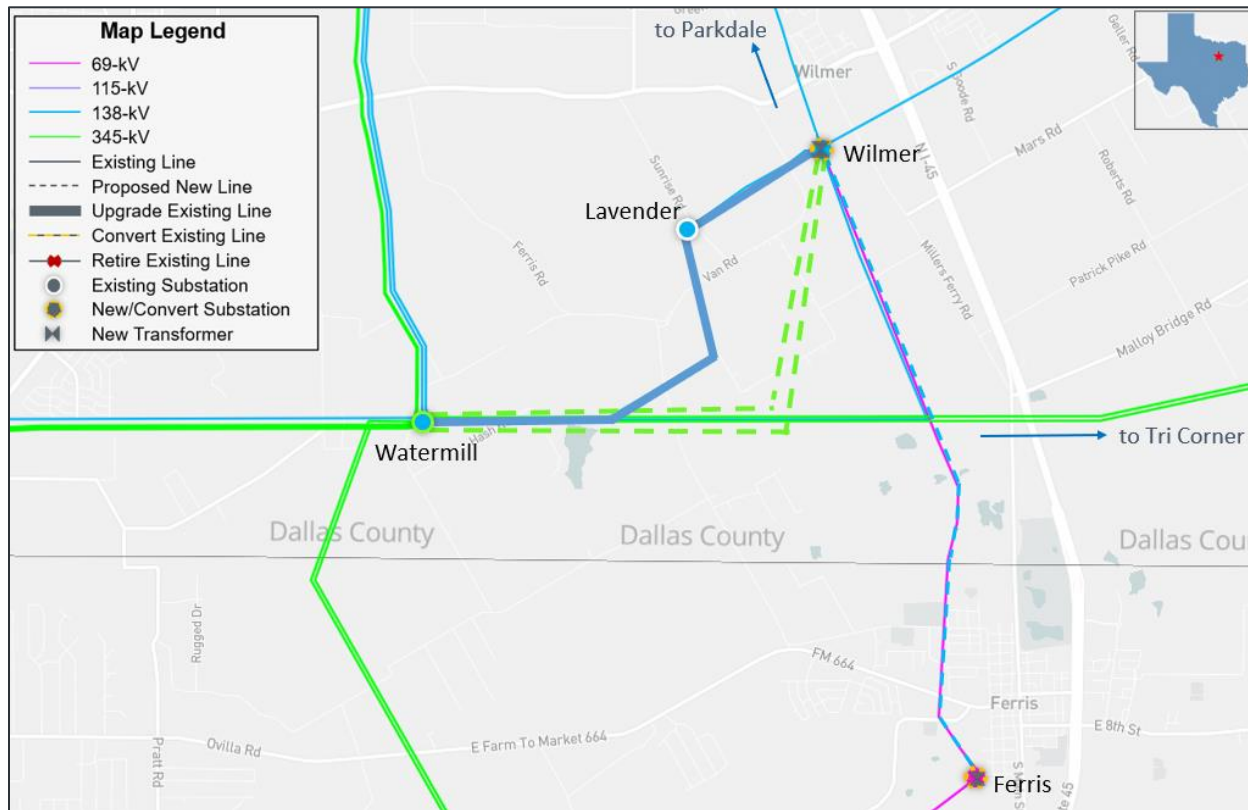 Map Legend
69-kV
115-kV
138-kV
345-kV
Existing Line
Proposed New Line
Upgrade Existing Line
Convert Existing Line
Retire Existing Line
Existing Substation
New/Convert Substation
New Transformer
to Parkdale
Wilmer
S Goode Rd
Geller Rd
Mars Rd
N I-45
Roberts Rd
Wilmer
Sunrise Rd
Lavender
Ferris Rd
Van Rd
Millers Ferry Rd
Patrick Pike Rd
Malloy Bridge Rd
Hash
Watermill
to Tri Corner
Dallas County
Dallas County
Dallas Cou
Rugged Dr
FM 664
Ferris
E 8th St
Ovilla Rd
E Farm To Market 664
Pratt Rd
S Main
te 45
Ferris